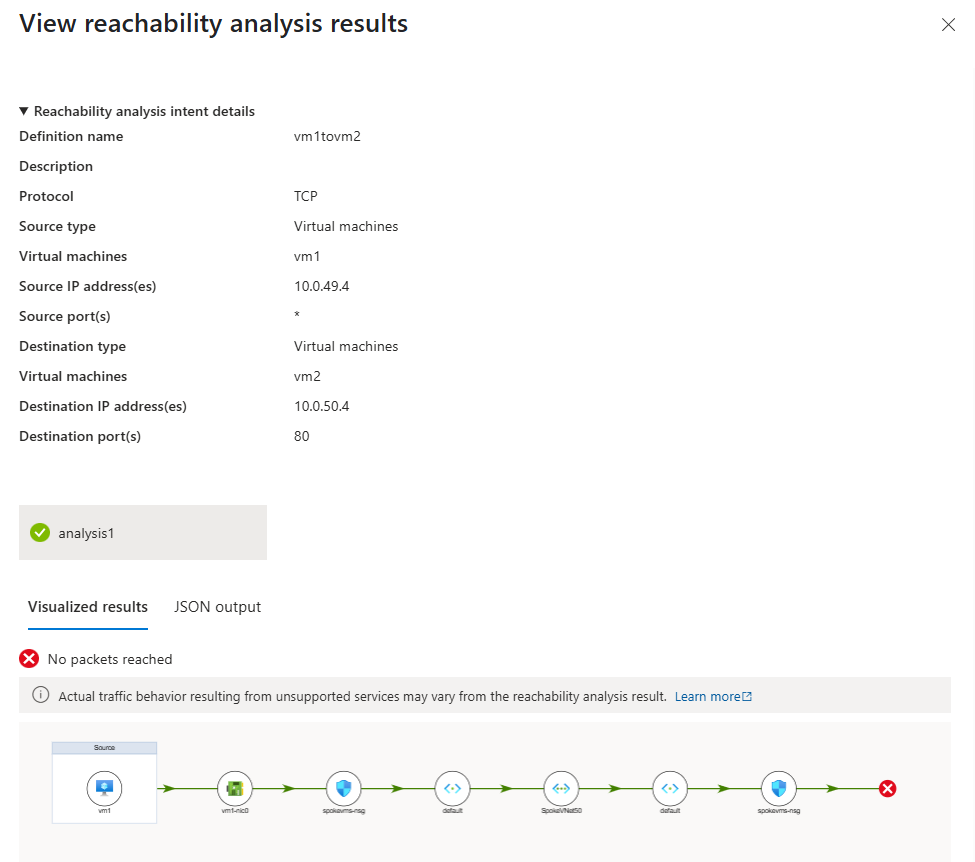 View reachability analysis results
Reachability analysis intent details
Definition name vm1tovm2
Description
Protocol TCP
Source type Virtual machines
Virtual machines vm1
Source IP address(es) 10.0.49.4
Source port(s) *
Destination type Virtual machines
Virtual machines vm2
Destination IP address(es) 10.0.50.4
Destination port(s) 80
analysis1
Visualized results JSON output
No packets reached
Actual traffic behavior resulting from unsupported services may vary from the reachability analysis result. Learn more
Source
vm1 vm1-nic0 spokevms-nsg default SpokeVNet50 default spokevms-nsg